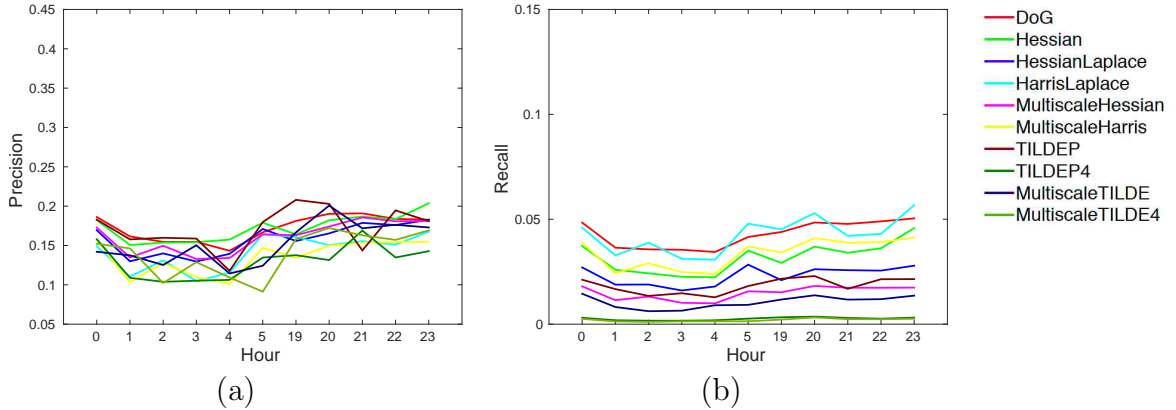 0.45
0.4
0.35
0.3
0.25
0.2
0.15
0.1
0.05
Precision
0 1 2 3 4 5 19 20 21 22 23
Hour
(a)
0.15
0.1
0.05
0
Recall
0 1 2 3 4 5 19 20 21 22 23
Hour
(b)
DoG
Hessian
HessianLaplace
HarrisLaplace
MultiscaleHessian
MultiscaleHarris
TILDEP
TILDEP4
MultiscaleTILDE
MultiscaleTILDE4